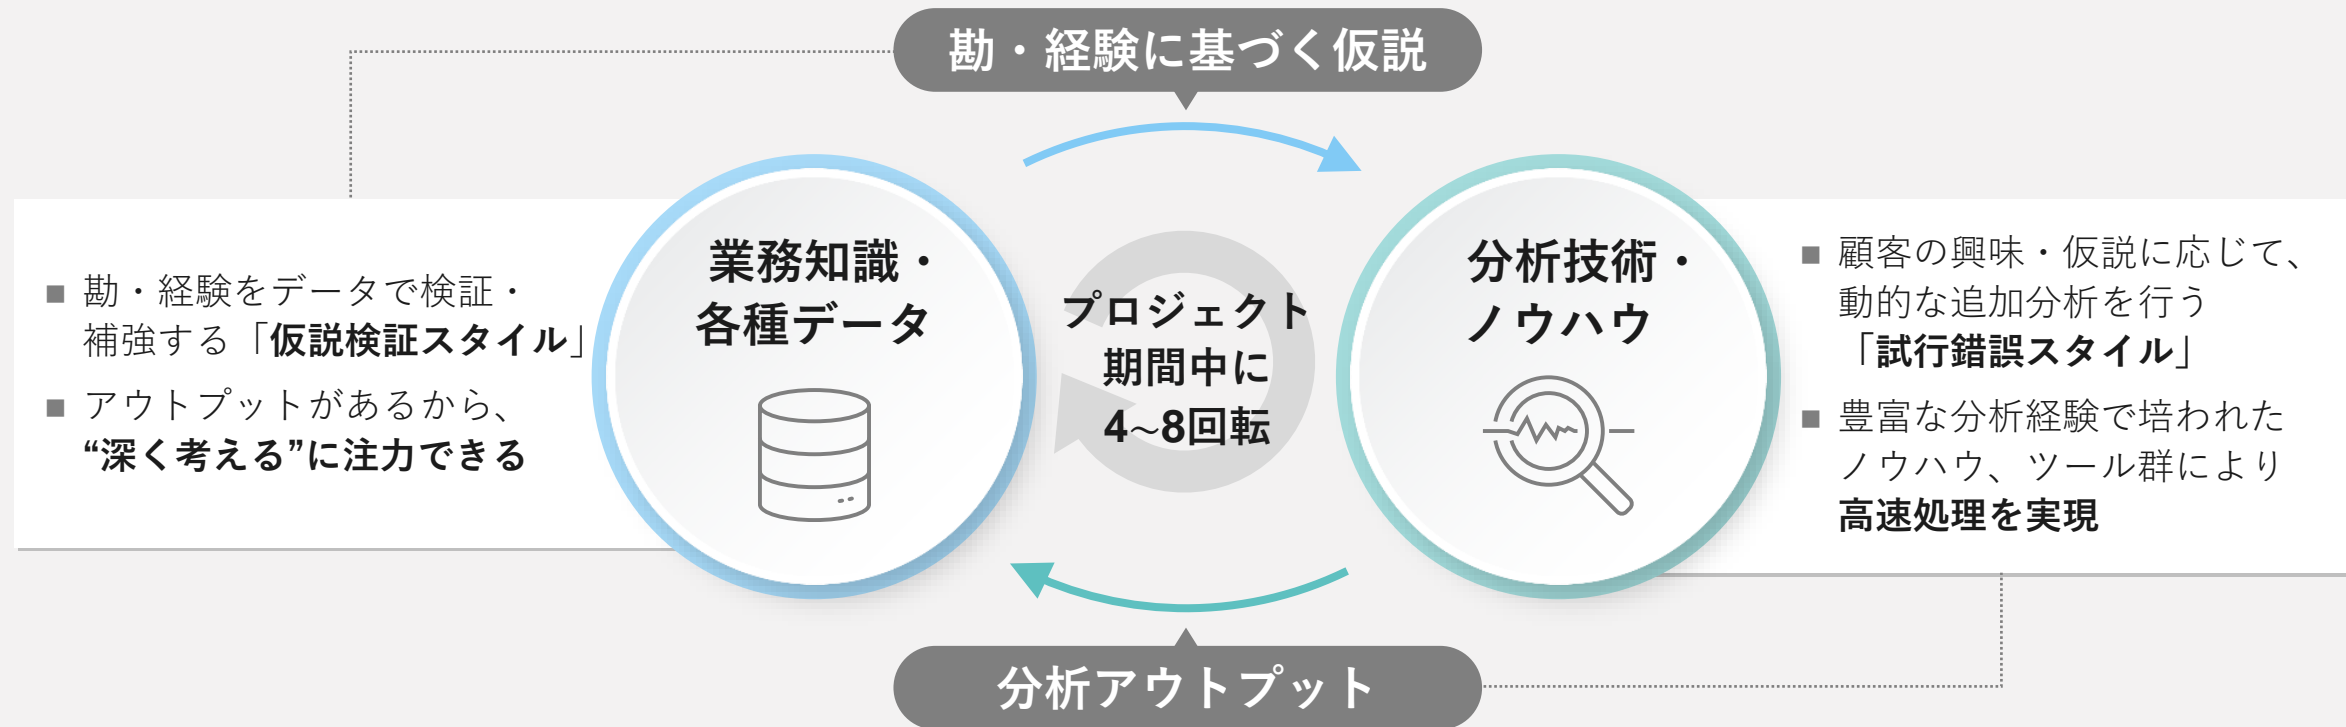 勘・経験に基づく仮説
■ 勘・経験をデータで検証・
補強する「仮説検証スタイル」
■ アウトプットがあるから、
“深く考える”に注力できる
業務知識・
各種データ
プロジェクト
期間中に
4~8回転
分析技術・
ノウハウ
■ 顧客の興味・仮説に応じて、
動的な追加分析を行う
「試行錯誤スタイル」
■ 豊富な分析経験で培われた
ノウハウ、ツール群により
高速処理を実現
分析アウトプット